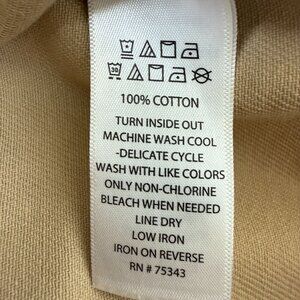 30
100% COTTON
TURN INSIDE OUT
MACHINE WASH COOL
-DELICATE CYCLE
WASH WITH LIKE COLORS
ONLY NON-CHLORINE
BLEACH WHEN NEEDED
LINE DRY
LOW IRON
IRON ON REVERSE
RN # 75343